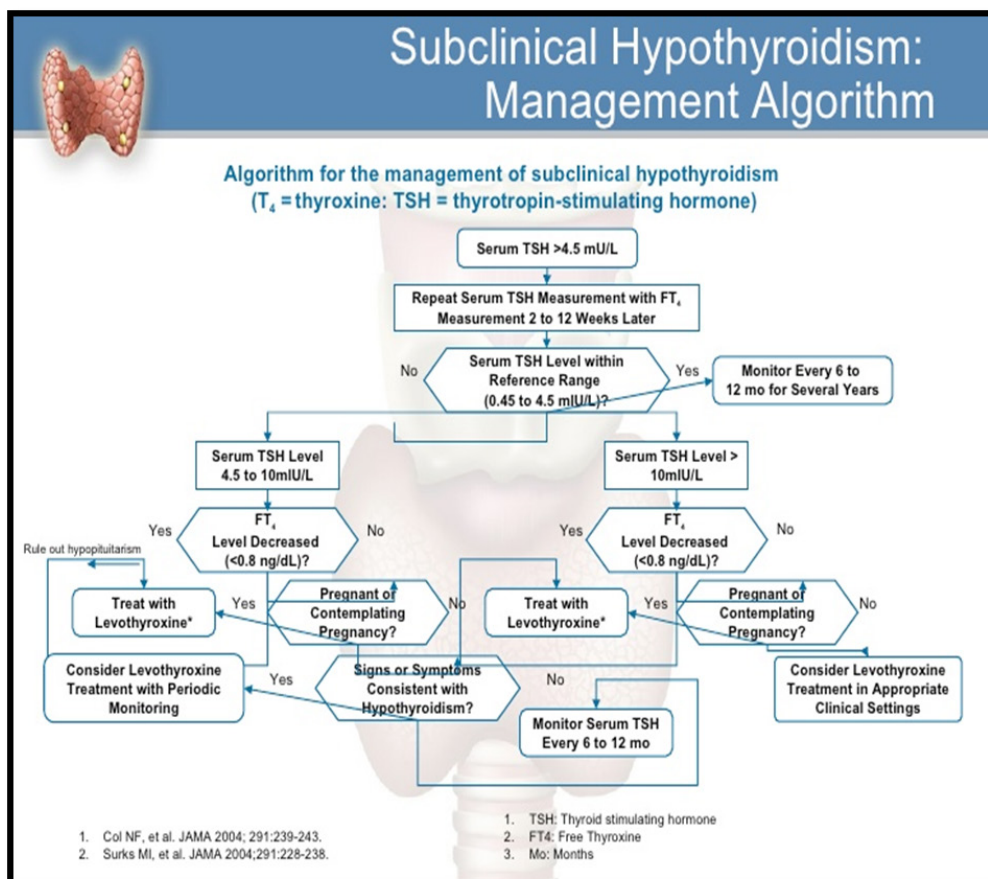 Subclinical Hypothyroidism:
Management Algorithm
Algorithm for the management of subclinical hypothyroidism
(T₄ = thyroxine: TSH = thyrotropin-stimulating hormone)
Serum TSH >4.5 mU/L
Repeat Serum TSH Measurement with FT₄
Measurement 2 to 12 Weeks Later
No
Serum TSH Level within
Reference Range
(0.45 to 4.5 mIU/L)?
Yes
Monitor Every 6 to
12 mo for Several Years
Serum TSH Level
4.5 to 10mIU/L
Serum TSH Level >
10mIU/L
Yes
FT₄
Level Decreased
(<0.8 ng/dL)?
No
Yes
FT₄
Level Decreased
(<0.8 ng/dL)?
No
Rule out hypopituitarism
Treat with
Levothyroxine*
Yes
Pregnant of
Contemplating
Pregnancy?
No
Treat with
Levothyroxine*
Yes
Pregnant of
Contemplating
Pregnancy?
No
Consider Levothyroxine
Treatment with Periodic
Monitoring
Yes
Signs or Symptoms
Consistent with
Hypothyroidism?
No
Monitor Serum TSH
Every 6 to 12 mo
Consider Levothyroxine
Treatment in Appropriate
Clinical Settings
1. Col NF, et al. JAMA 2004; 291:239-243.
2. Surks MI, et al. JAMA 2004;291:228-238.
1. TSH: Thyroid stimulating hormone
2. FT4: Free Thyroxine
3. Mo: Months